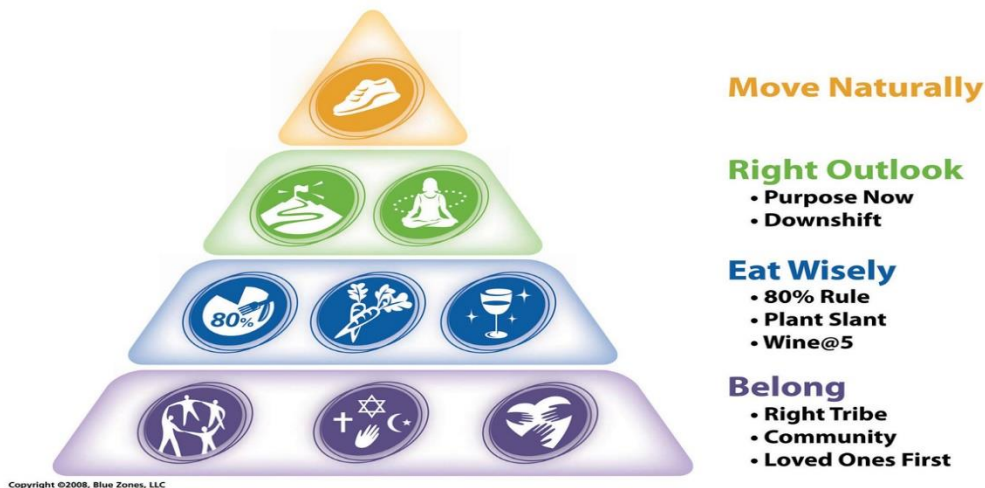 Move Naturally
Right Outlook
• Purpose Now
• Downshift
80%
Eat Wisely
• 80% Rule
• Plant Slant
• Wine@5
Belong
• Right Tribe
• Community
• Loved Ones First
Copyright ©2008, Blue Zones, LLC